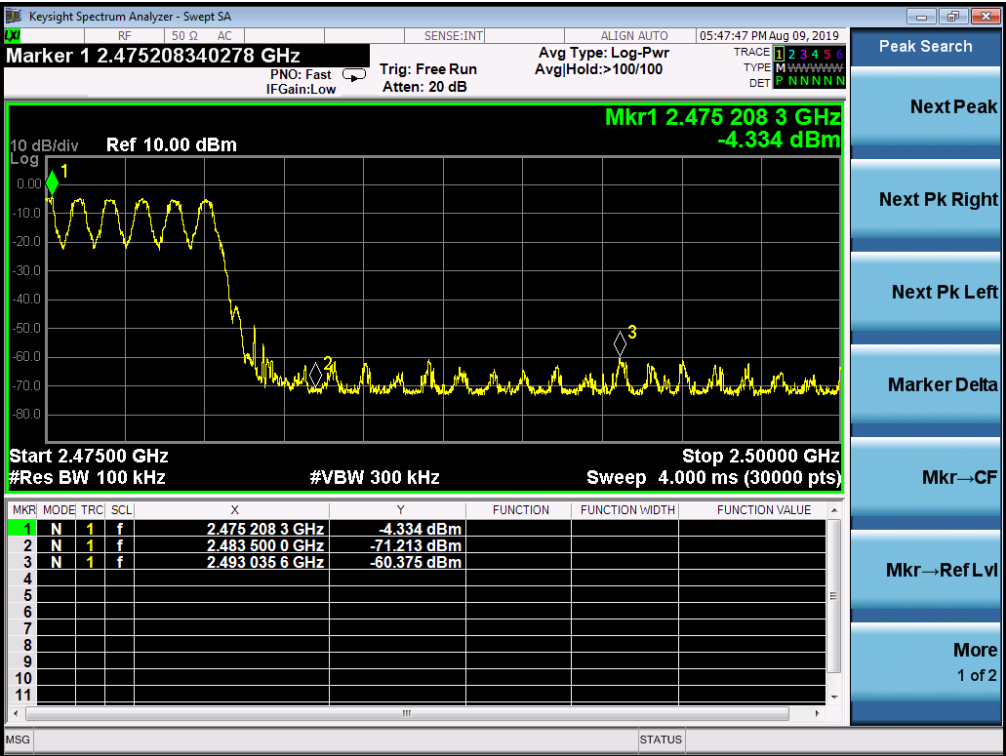 Keysight Spectrum Analyzer - Swept SA
LXI RF 50 Ω AC SENSE:INT ALIGN AUTO 05:47:47 PM Aug 09, 2019
Marker 1 2.475208340278 GHz
PNO: Fast
IFGain:Low
Trig: Free Run
Atten: 20 dB
Avg Type: Log-Pwr
Avg|Hold:>100/100
TRACE 1 2 3 4 5 6
TYPE M WWWWW
DET P N N N N N
Mkr1 2.475 208 3 GHz
-4.334 dBm
10 dB/div Ref 10.00 dBm
Log
1
0.00
-10.0
-20.0
-30.0
-40.0
-50.0
3
-60.0
2
-70.0
-80.0
Start 2.47500 GHz Stop 2.50000 GHz
#Res BW 100 kHz #VBW 300 kHz Sweep 4.000 ms (30000 pts)
MKR MODE TRC SCL X Y FUNCTION FUNCTION WIDTH FUNCTION VALUE
1 N 1 f 2.475 208 3 GHz -4.334 dBm
2 N 1 f 2.483 500 0 GHz -71.213 dBm
3 N 1 f 2.493 035 6 GHz -60.375 dBm
4
5
6
7
8
9
10
11
MSG STATUS
Peak Search
Next Peak
Next Pk Right
Next Pk Left
Marker Delta
Mkr→CF
Mkr→Ref Lvl
More
1 of 2